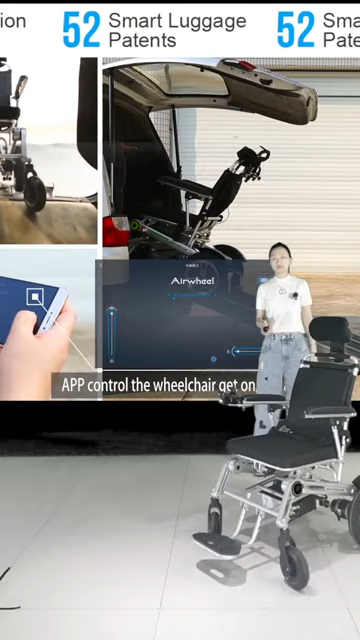 ion
52 Smart Luggage
Patents
52 Sma
Pate
Airwheel
APP control the wheelchair get on